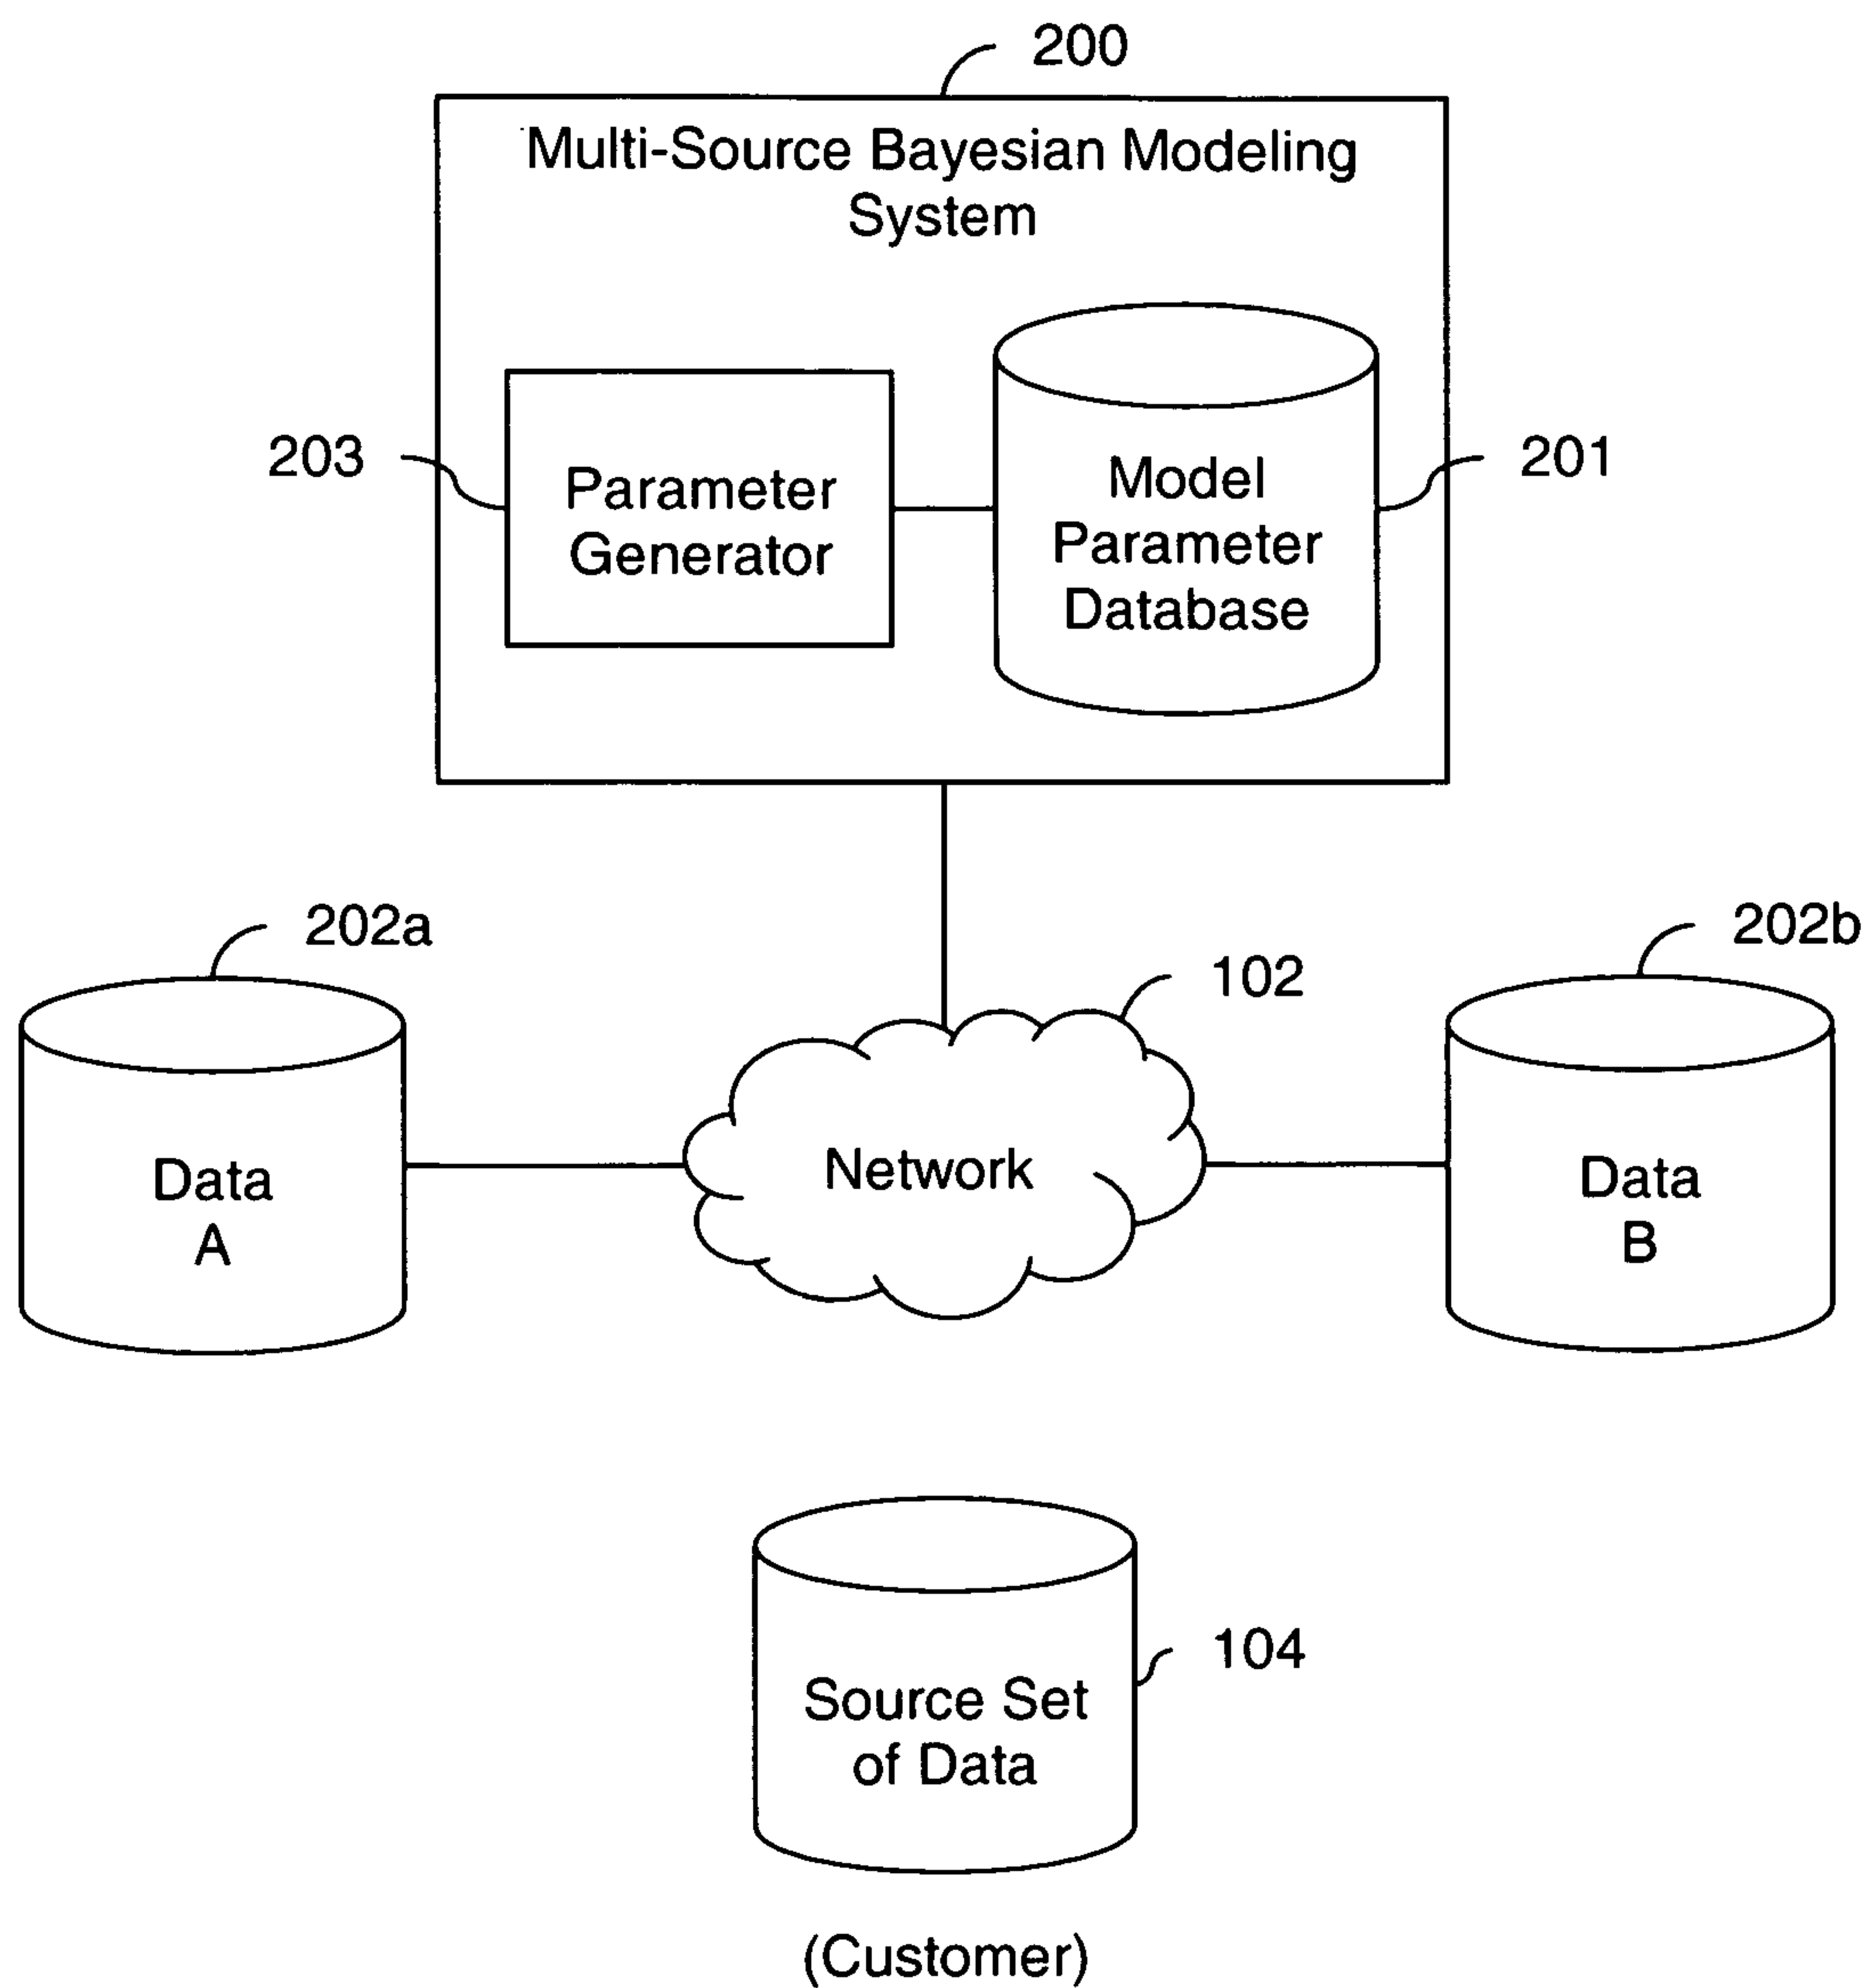 200
Multi-Source Bayesian Modeling
System
203
Parameter
Generator
Model
Parameter
Database
201
202a
102
202b
Data
A
Network
Data
B
Source Set
of Data
104
(Customer)